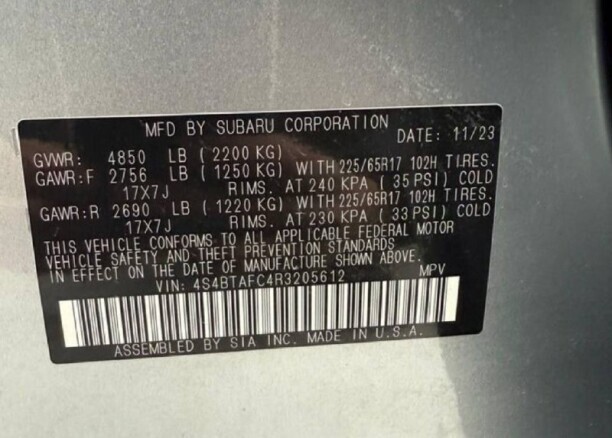 MFD BY SUBARU CORPORATION DATE: 11/23
GVWR: 4850 LB (2200 KG)
GAWR:F 2756 LB (1250 KG) WITH 225/65R17 102H TIRES.
17X7J RIMS. AT 240 KPA (35 PSI) COLD
GAWR:R 2690 LB (1220 KG) WITH 225/65R17 102H TIRES.
17X7J RIMS. AT 230 KPA (33 PSI) COLD
THIS VEHICLE CONFORMS TO ALL APPLICABLE FEDERAL MOTOR
VEHICLE SAFETY AND THEFT PREVENTION STANDARDS
IN EFFECT ON THE DATE OF MANUFACTURE SHOWN ABOVE.
VIN: 4S4BTAFC4R3205612 MPV
ASSEMBLED BY SIA INC. MADE IN U.S.A.